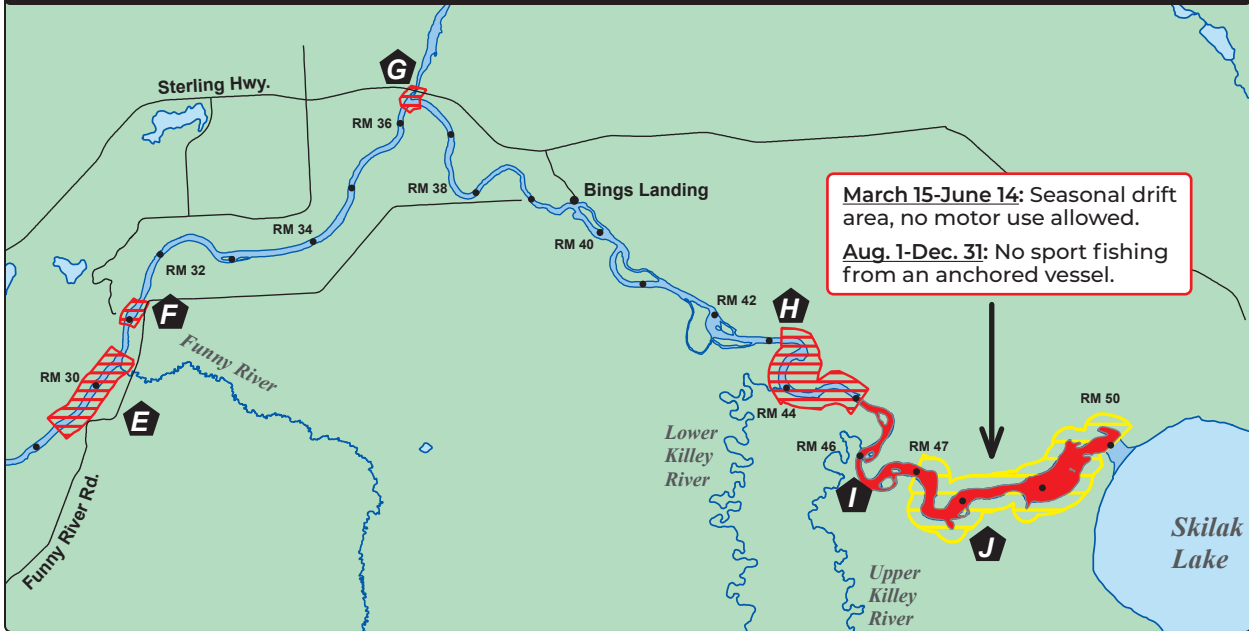 G
Sterling Hwy.
RM 36
RM 38
Bings Landing
March 15-June 14: Seasonal drift
area, no motor use allowed.
Aug. 1-Dec. 31: No sport fishing
from an anchored vessel.
RM 34
RM 40
RM 32
RM 42
H
F
Funny River
RM 30
E
RM 44
RM 50
Lower
Killey
River
RM 46
RM 47
I
J
Skilak
Lake
Funny River Rd.
Upper
Killey
River